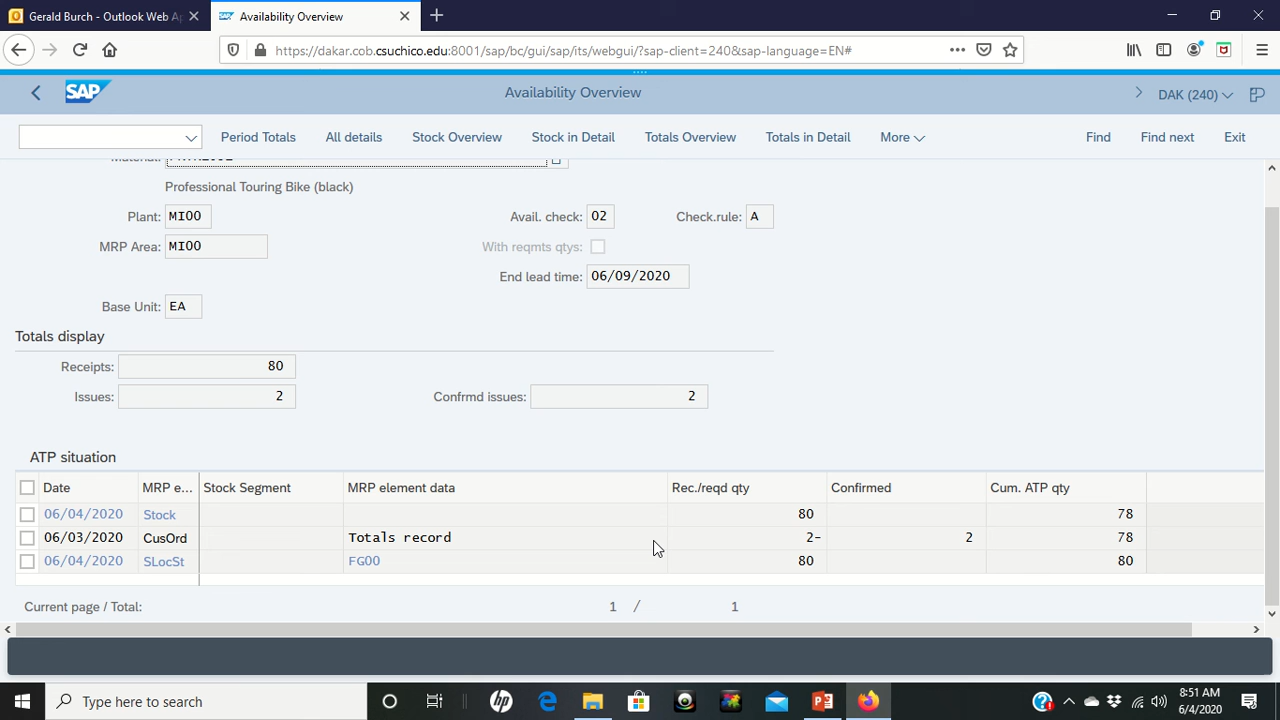 Gerald Burch - Outlook Web Ap
Availability Overview
https://dakar.cob.csuchico.edu:8001/sap/bc/gui/sap/its/webgui/?sap-client=240&sap-language=EN#
SAP
Availability Overview
DAK (240)
Period Totals
All details
Stock Overview
Stock in Detail
Totals Overview
Totals in Detail
More
Find
Find next
Exit
Professional Touring Bike (black)
Plant: MI00
Avail. check: 02
Check.rule: A
MRP Area: MI00
With reqmts qtys:
End lead time: 06/09/2020
Base Unit: EA
Totals display
Receipts: 80
Issues: 2
Confrmd issues: 2
ATP situation
Date MRP e... Stock Segment MRP element data Rec./reqd qty Confirmed Cum. ATP qty
06/04/2020 Stock 80 78
06/03/2020 CusOrd Totals record 2- 2 78
06/04/2020 SLocSt FG00 80 80
Current page / Total: 1 / 1
Type here to search
8:51 AM
6/4/2020